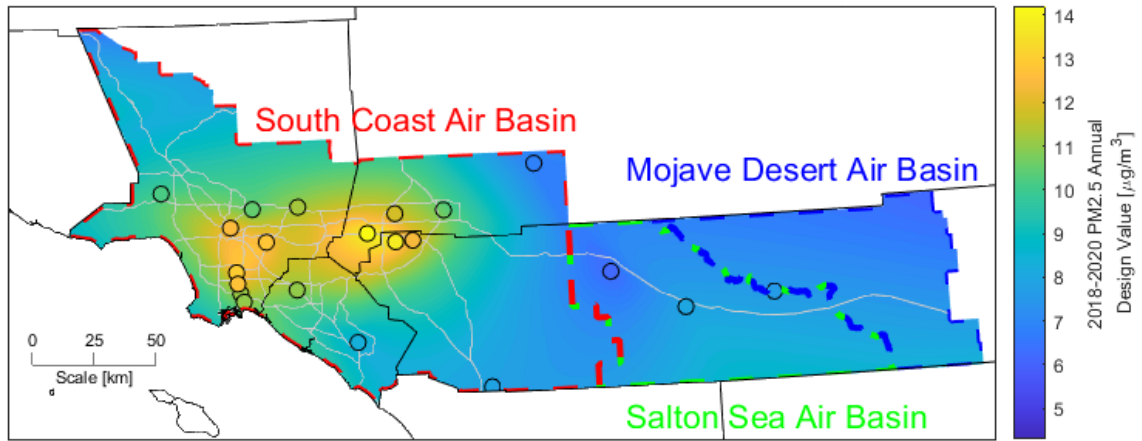 South Coast Air Basin
Mojave Desert Air Basin
Salton Sea Air Basin
0 25 50
Scale [km]
14
13
12
11
10
9
8
7
6
5
2018-2020 PM2.5 Annual
Design Value [μg/m³]